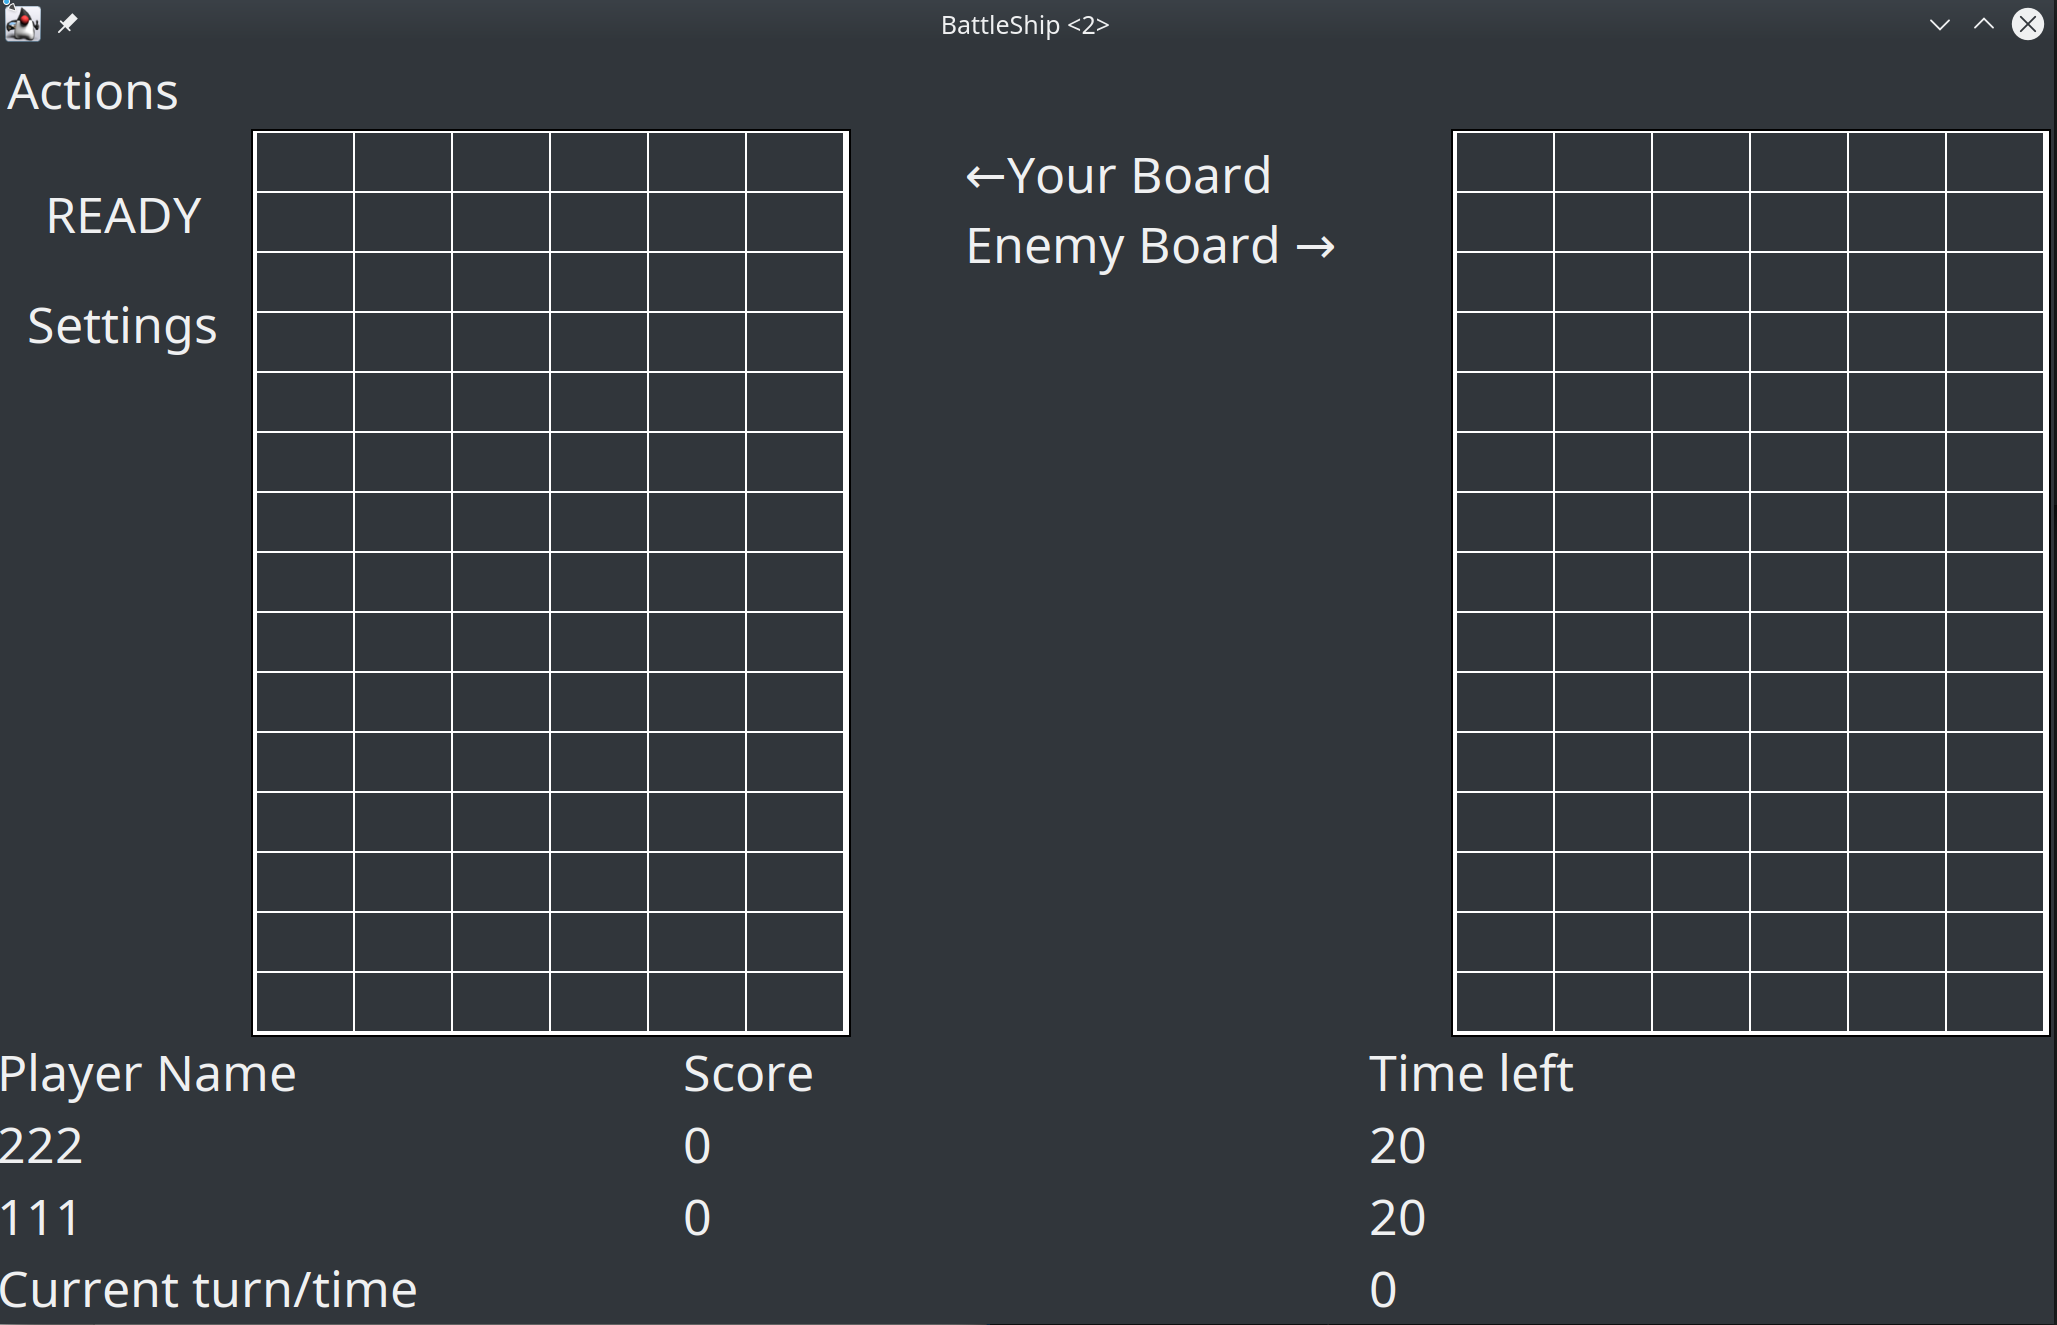 BattleShip <2>
Actions
READY
Settings
←Your Board
Enemy Board →
Player Name Score Time left
222 0 20
111 0 20
Current turn/time 0